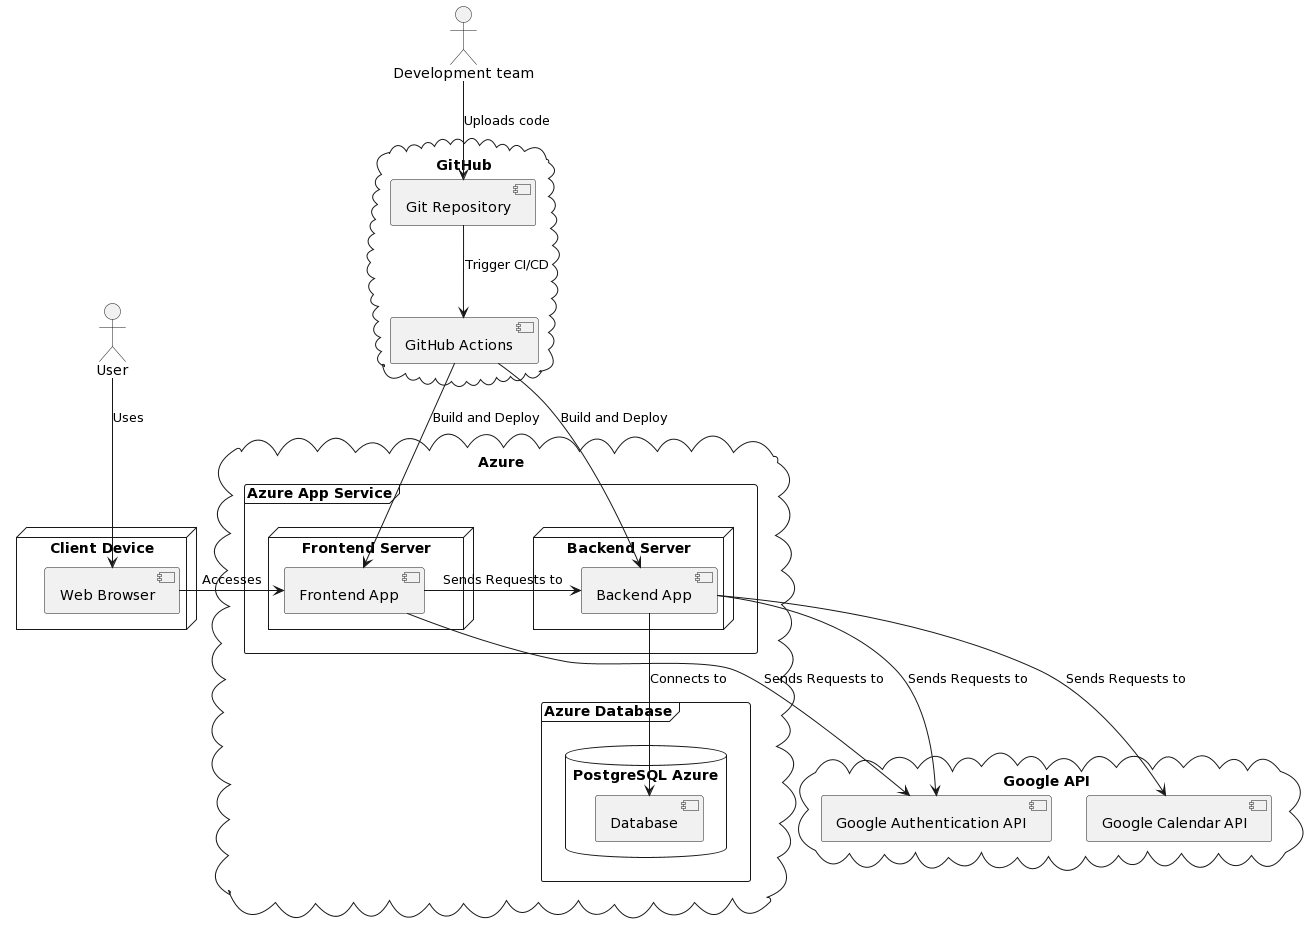 Development team
Uploads code
GitHub
Git Repository
Trigger CI/CD
GitHub Actions
User
Uses
Build and Deploy
Build and Deploy
Azure
Azure App Service
Client Device
Frontend Server
Backend Server
Web Browser
Accesses
Frontend App
Sends Requests to
Backend App
Connects to
Sends Requests to
Sends Requests to
Sends Requests to
Azure Database
PostgreSQL Azure
Database
Google API
Google Authentication API
Google Calendar API